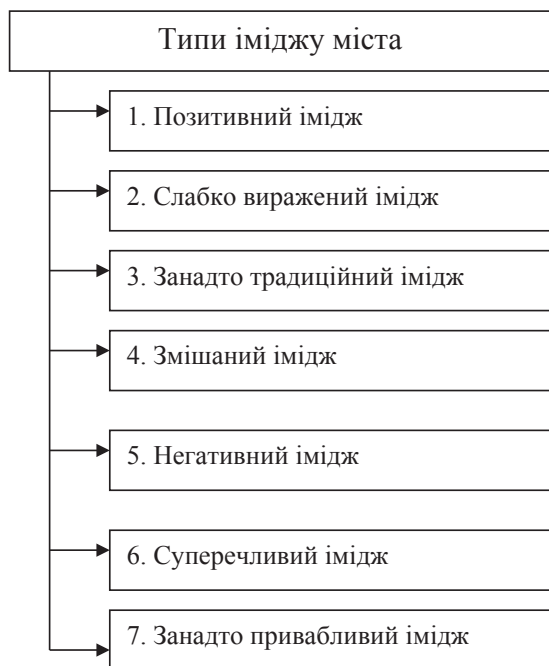 Типи іміджу міста
1. Позитивний імідж
2. Слабко виражений імідж
3. Занадто традиційний імідж
4. Змішаний імідж
5. Негативний імідж
6. Суперечливий імідж
7. Занадто привабливий імідж